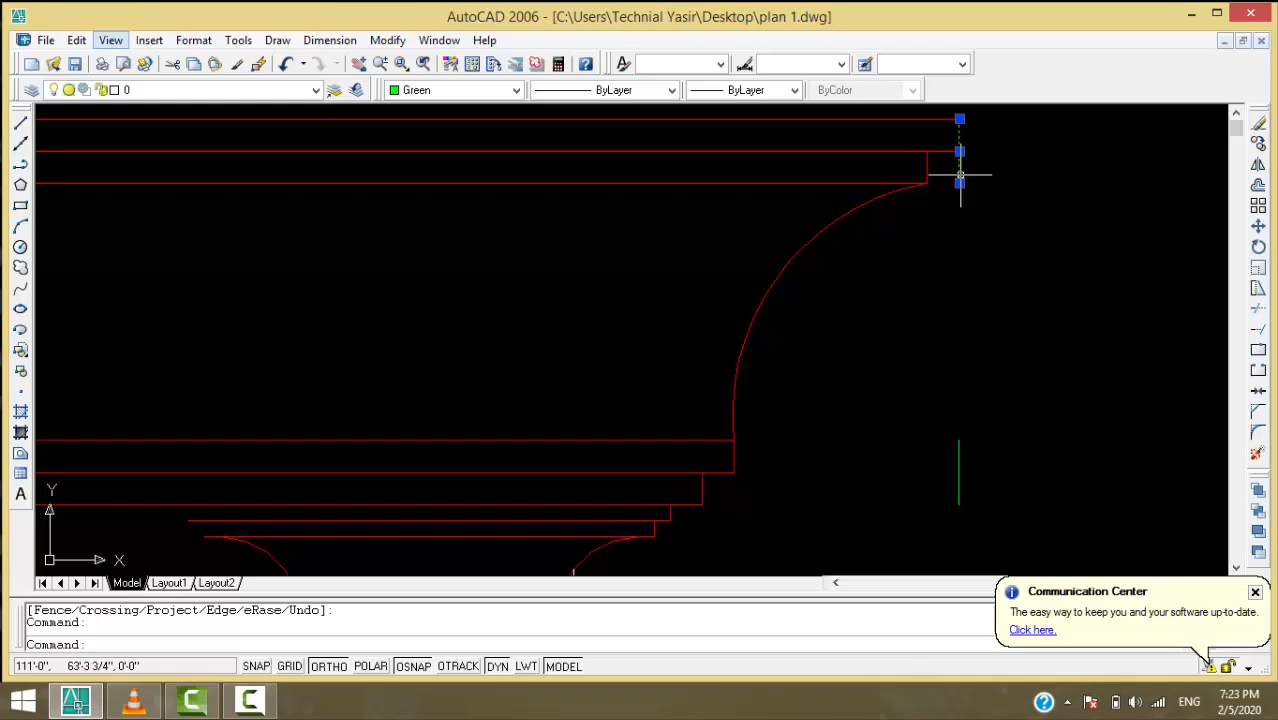 AutoCAD 2006 - [C:\Users\Technial Yasir\Desktop\plan 1.dwg]
File Edit View Insert Format Tools Draw Dimension Modify Window Help
0 Green ByLayer ByLayer ByColor
Y
X
Model Layout1 Layout2
[Fence/Crossing/Project/Edge/eRase/Undo]:
Command:
Command:
Communication Center
The easy way to keep you and your software up-to-date.
Click here.
111'-0", 63'-3 3/4", 0'-0" SNAP GRID ORTHO POLAR OSNAP OTRACK DYN LWT MODEL
ENG
7:23 PM
2/5/2020